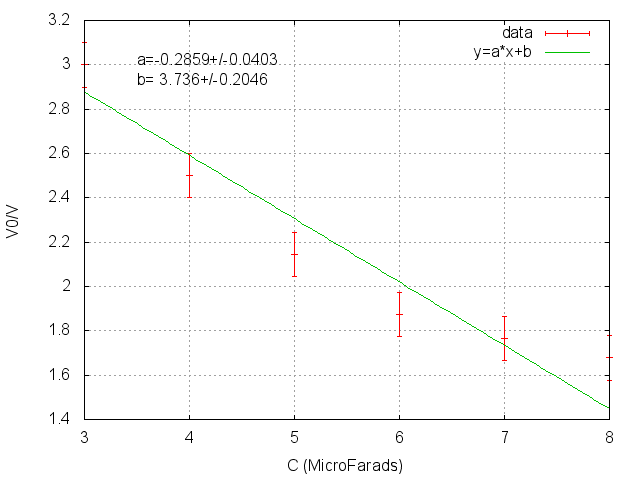 3.2
3
2.8
2.6
2.4
2.2
2
1.8
1.6
1.4
V0/V
a=-0.2859+/-0.0403
b= 3.736+/-0.2046
data
y=a*x+b
3 4 5 6 7 8
C (MicroFarads)